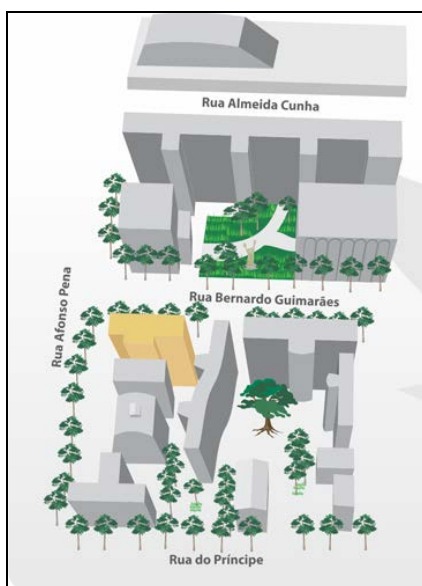 Rua Almeida Cunha
Rua Bernardo Guimarães
Rua Afonso Pena
Rua do Príncipe